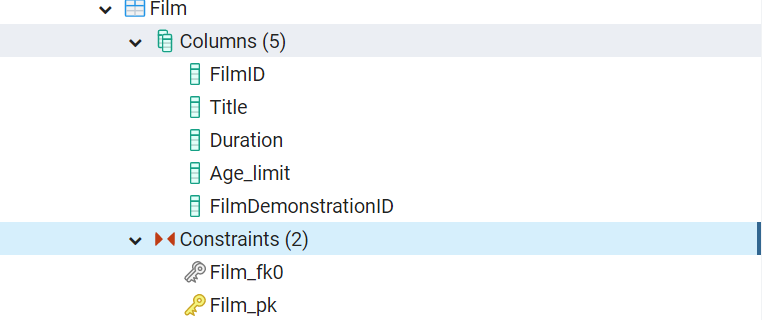 Film
Columns (5)
FilmID
Title
Duration
Age_limit
FilmDemonstrationID
Constraints (2)
Film_fk0
Film_pk